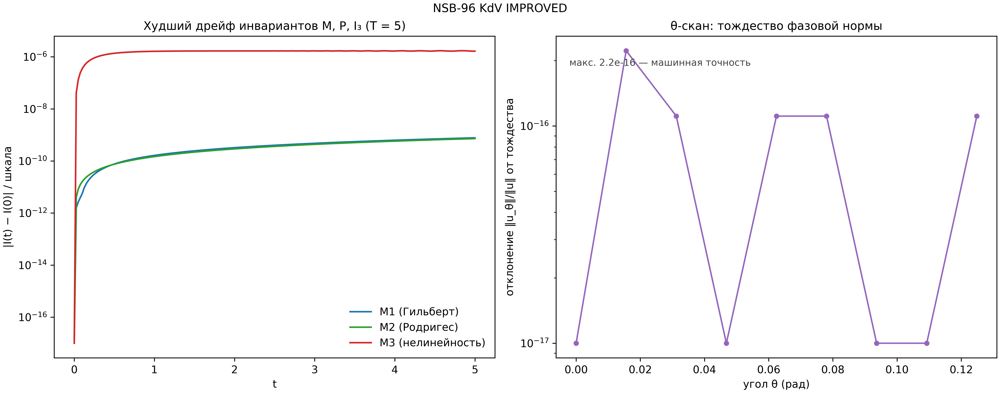 NSB-96 KdV IMPROVED
Худший дрейф инвариантов M, P, I₃ (T = 5)
|I(t) − I(0)| / шкала
10⁻⁶
10⁻⁸
10⁻¹⁰
10⁻¹²
10⁻¹⁴
10⁻¹⁶
M1 (Гильберт)
M2 (Родригес)
M3 (нелинейность)
0 1 2 3 4 5
t
θ-скан: тождество фазовой нормы
отклонение ‖u_θ‖/‖u‖ от тождества
макс. 2.2e-16 — машинная точность
10⁻¹⁶
10⁻¹⁷
0.00 0.02 0.04 0.06 0.08 0.10 0.12
угол θ (рад)